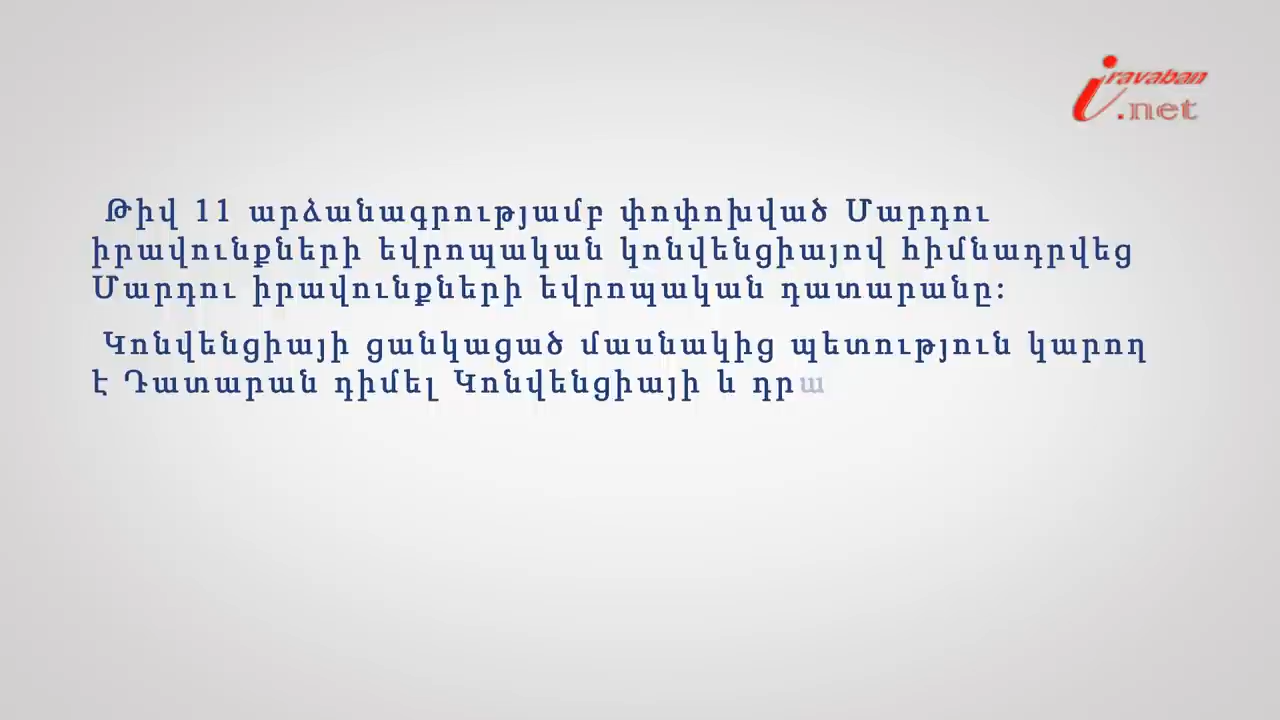 iravaban
.net
Թիվ 11 արձանագրությամբ փոփոխված Մարդու
իրավունքների եվրոպական կոնվենցիայով հիմնադրվեց
Մարդու իրավունքների եվրոպական դատարանը:
Կոնվենցիայի ցանկացած մասնակից պետություն կարող
է Դատարան դիմել Կոնվենցիայի և դրա